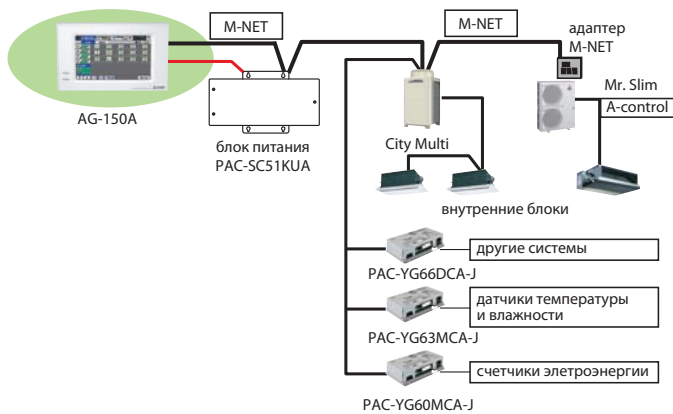 M-NET
M-NET
адаптер
M-NET
AG-150A
блок питания
PAC-SC51KUA
City Multi
Mr. Slim
A-control
внутренние блоки
другие системы
PAC-YG66DCA-J
датчики температуры
и влажности
PAC-YG63MCA-J
счетчики элетроэнергии
PAC-YG60MCA-J